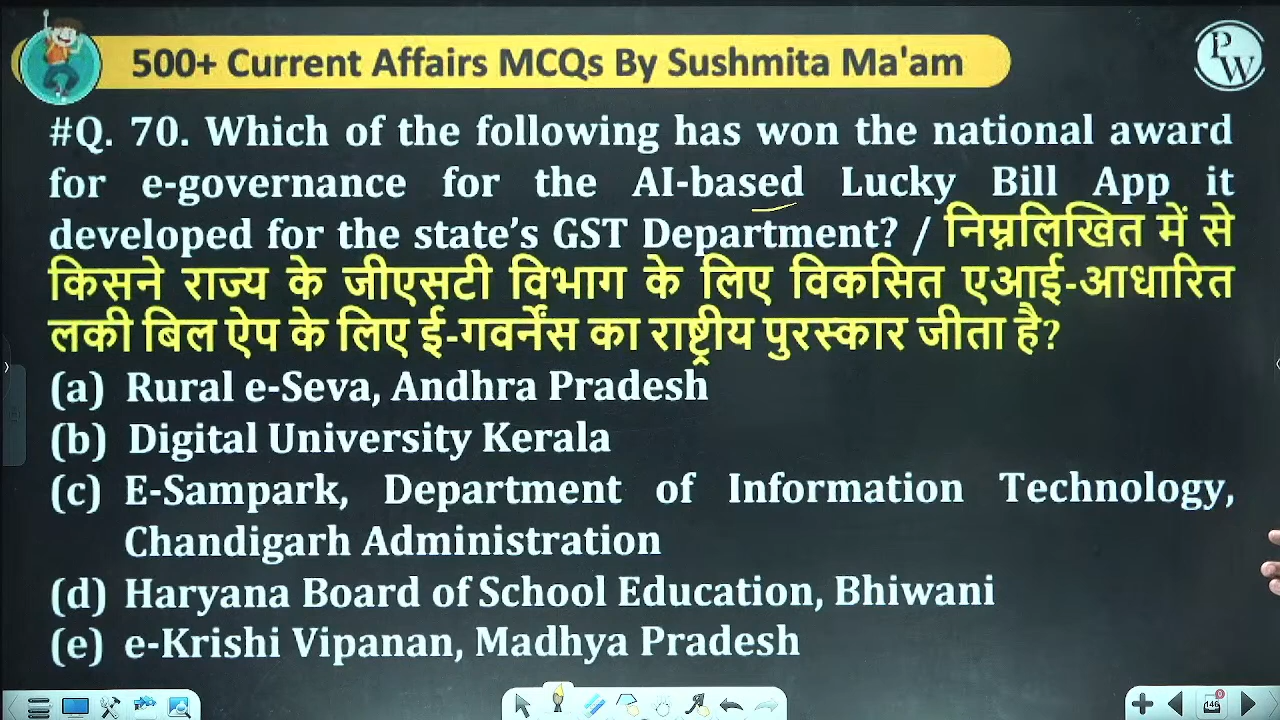 500+ Current Affairs MCQs By Sushmita Ma'am
PW
#Q. 70. Which of the following has won the national award
for e-governance for the AI-based Lucky Bill App it
developed for the state’s GST Department? / निम्नलिखित में से
किसने राज्य के जीएसटी विभाग के लिए विकसित एआई-आधारित
लकी बिल ऐप के लिए ई-गवर्नेंस का राष्ट्रीय पुरस्कार जीता है?
(a) Rural e-Seva, Andhra Pradesh
(b) Digital University Kerala
(c) E-Sampark, Department of Information Technology,
Chandigarh Administration
(d) Haryana Board of School Education, Bhiwani
(e) e-Krishi Vipanan, Madhya Pradesh
146